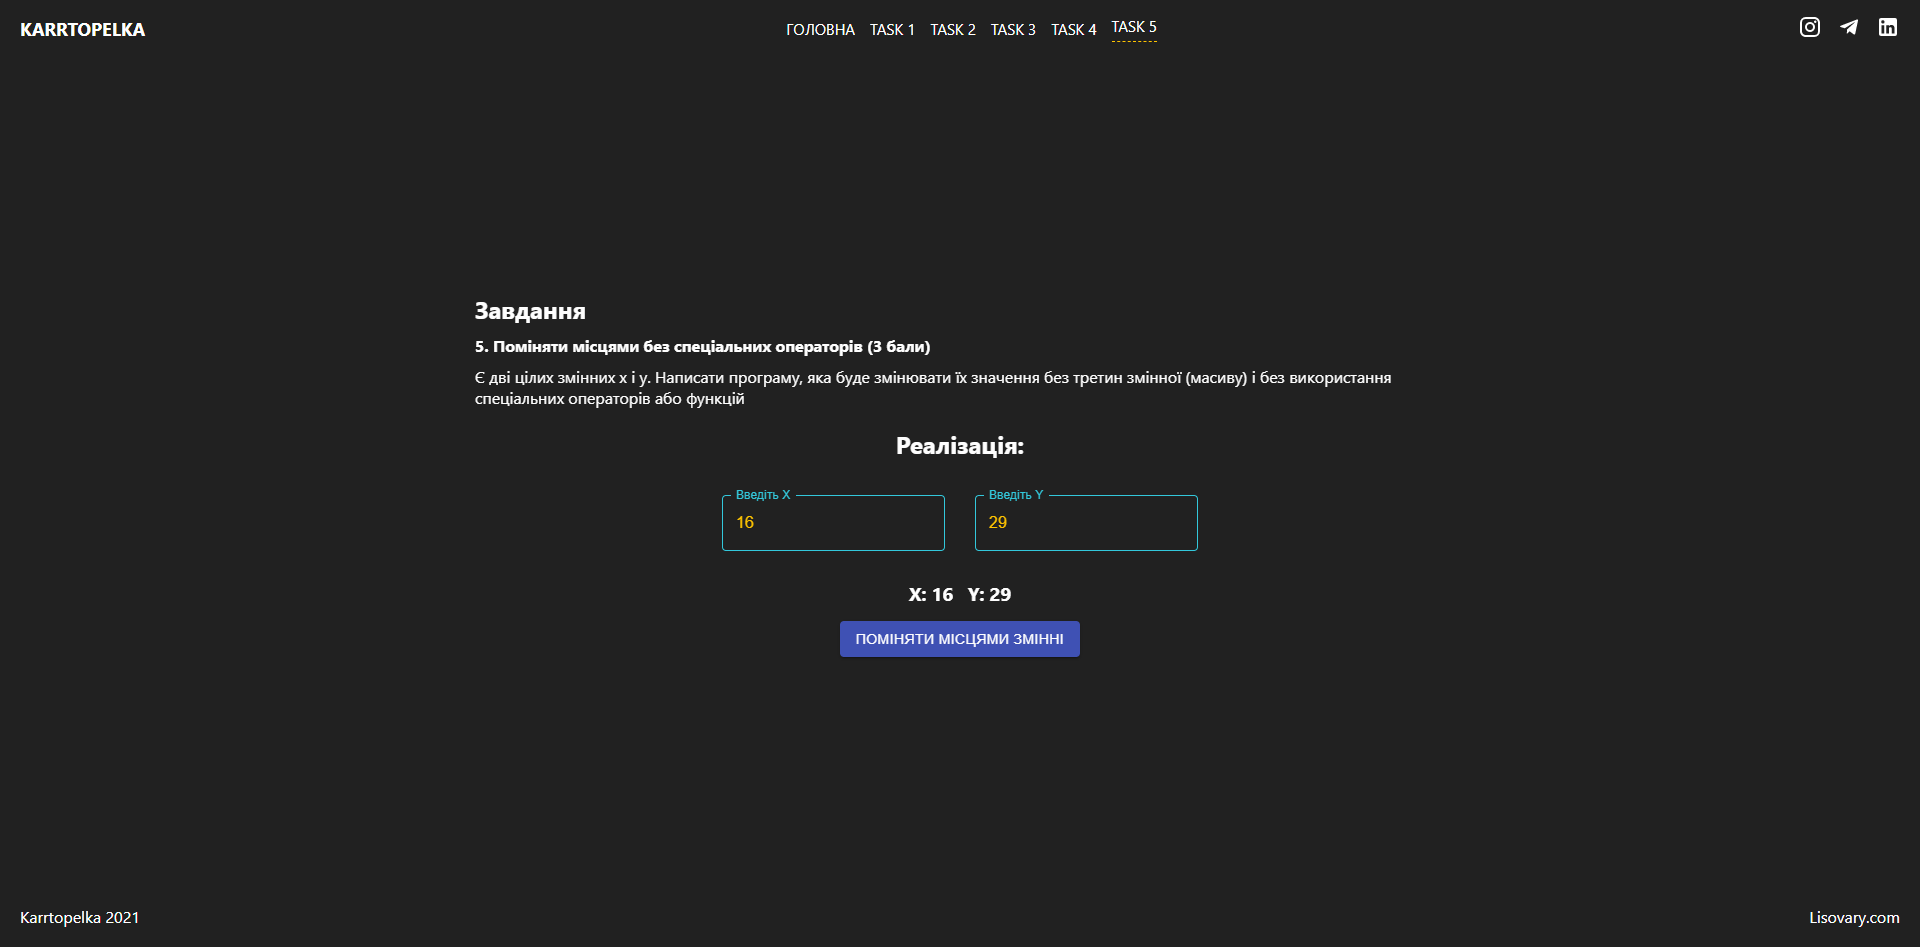 KARRTOPELKA
ГОЛОВНА TASK 1 TASK 2 TASK 3 TASK 4 TASK 5
Завдання
5. Поміняти місцями без спеціальних операторів (3 бали)
Є дві цілих змінних х і у. Написати програму, яка буде змінювати їх значення без третин змінної (масиву) і без використання
спеціальних операторів або функцій
Реалізація:
Введіть X
16
Введіть Y
29
X: 16 Y: 29
ПОМІНЯТИ МІСЦЯМИ ЗМІННІ
Karrtopelka 2021
Lisovary.com